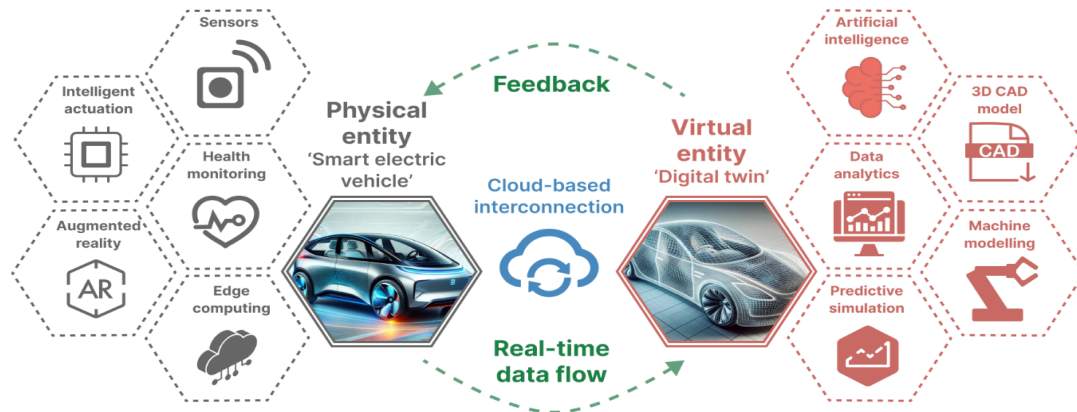 Sensors
Intelligent
actuation
Health
monitoring
Augmented
reality
AR
Edge
computing
Physical
entity
‘Smart electric
vehicle’
Feedback
Cloud-based
interconnection
Real-time
data flow
Virtual
entity
‘Digital twin’
Artificial
intelligence
3D CAD
model
CAD
Data
analytics
Machine
modelling
Predictive
simulation